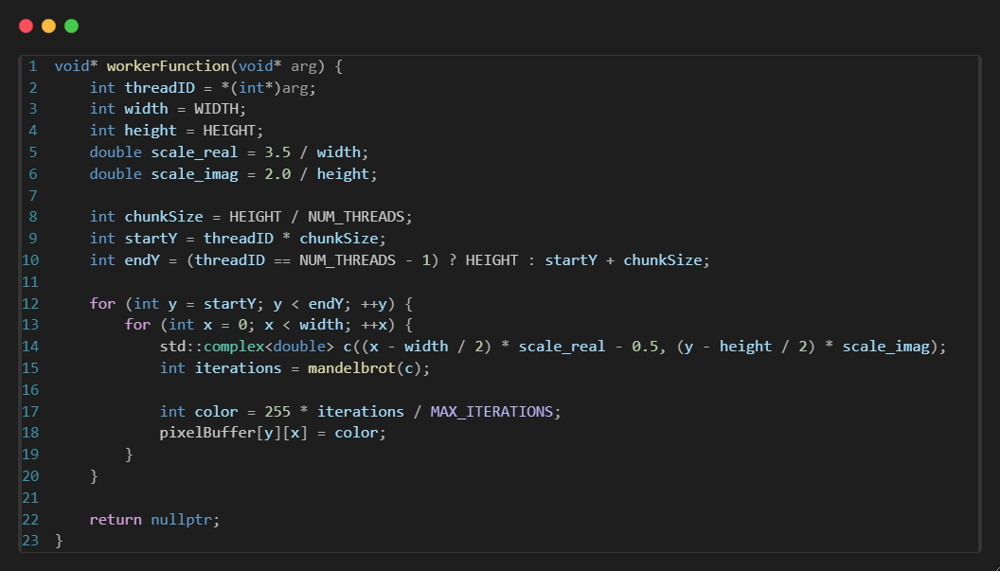 1 void* workerFunction(void* arg) {
2     int threadID = *(int*)arg;
3     int width = WIDTH;
4     int height = HEIGHT;
5     double scale_real = 3.5 / width;
6     double scale_imag = 2.0 / height;
7
8     int chunkSize = HEIGHT / NUM_THREADS;
9     int startY = threadID * chunkSize;
10     int endY = (threadID == NUM_THREADS - 1) ? HEIGHT : startY + chunkSize;
11
12     for (int y = startY; y < endY; ++y) {
13         for (int x = 0; x < width; ++x) {
14             std::complex<double> c((x - width / 2) * scale_real - 0.5, (y - height / 2) * scale_imag);
15             int iterations = mandelbrot(c);
16
17             int color = 255 * iterations / MAX_ITERATIONS;
18             pixelBuffer[y][x] = color;
19         }
20     }
21
22     return nullptr;
23 }